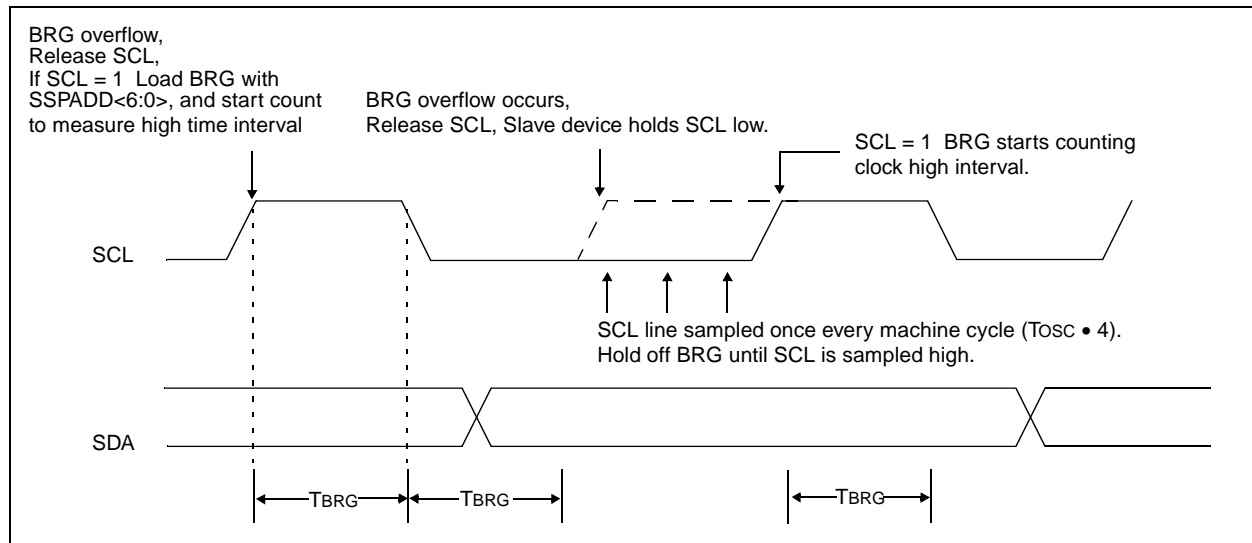 BRG overflow,
Release SCL,
If SCL = 1 Load BRG with
SSPADD<6:0>, and start count
to measure high time interval
BRG overflow occurs,
Release SCL, Slave device holds SCL low.
SCL = 1 BRG starts counting
clock high interval.
SCL
SCL line sampled once every machine cycle (TOSC • 4).
Hold off BRG until SCL is sampled high.
SDA
TBRG
TBRG
TBRG